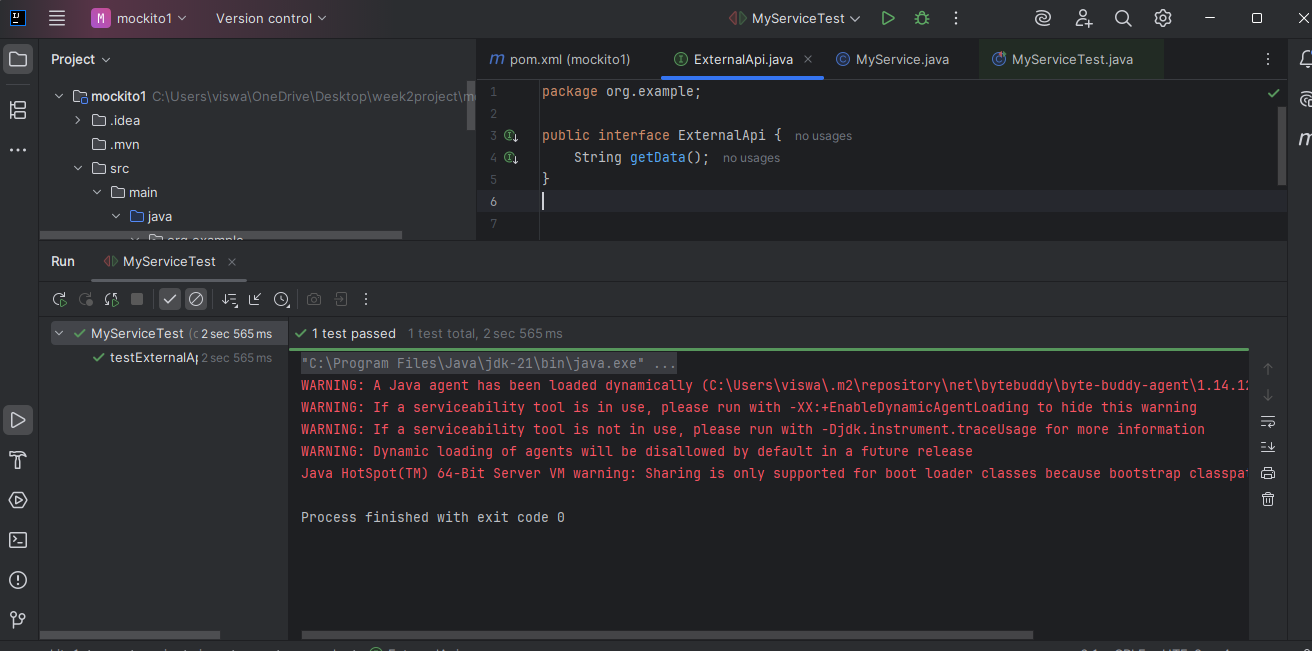 M mockito1 Version control MyServiceTest
Project
mockito1 C:\Users\viswa\OneDrive\Desktop\week2project\m
.idea
.mvn
src
main
java
org.example
m pom.xml (mockito1) ExternalApi.java MyService.java MyServiceTest.java
1 package org.example;
2
3 public interface ExternalApi { no usages
4 String getData(); no usages
5 }
6
7
Run MyServiceTest
MyServiceTest (c 2 sec 565 ms
testExternalAp 2 sec 565 ms
1 test passed 1 test total, 2 sec 565 ms
"C:\Program Files\Java\jdk-21\bin\java.exe" ...
WARNING: A Java agent has been loaded dynamically (C:\Users\viswa\.m2\repository\net\bytebuddy\byte-buddy-agent\1.14.12
WARNING: If a serviceability tool is in use, please run with -XX:+EnableDynamicAgentLoading to hide this warning
WARNING: If a serviceability tool is not in use, please run with -Djdk.instrument.traceUsage for more information
WARNING: Dynamic loading of agents will be disallowed by default in a future release
Java HotSpot(TM) 64-Bit Server VM warning: Sharing is only supported for boot loader classes because bootstrap classpat
Process finished with exit code 0